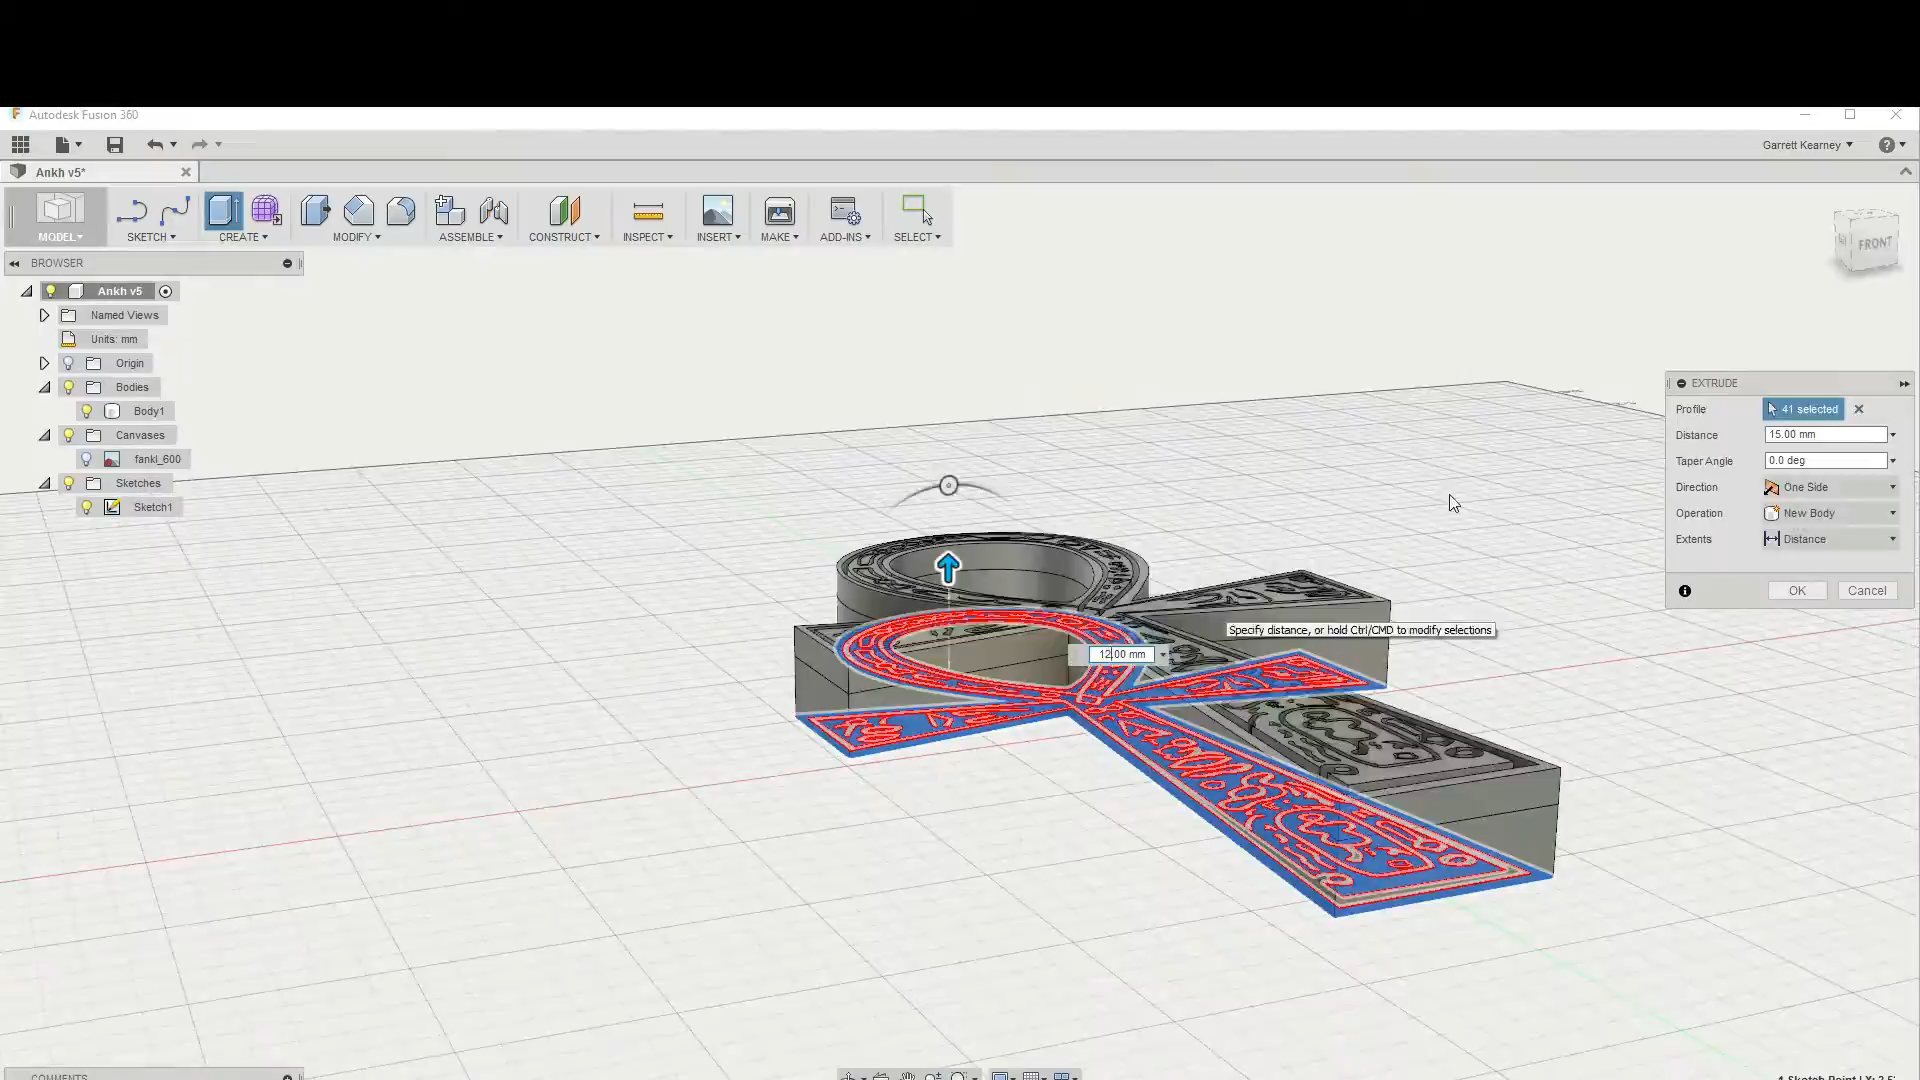 Autodesk Fusion 360
Garrett Kearney
Ankh v5*
MODEL
SKETCH
CREATE
MODIFY
ASSEMBLE
CONSTRUCT
INSPECT
INSERT
MAKE
ADD-INS
SELECT
FRONT
BROWSER
Ankh v5
Named Views
Units: mm
Origin
Bodies
Body1
Canvases
fankl_600
Sketches
Sketch1
EXTRUDE
Profile 41 selected
Distance 15.00 mm
Taper Angle 0.0 deg
Direction One Side
Operation New Body
Extents Distance
OK Cancel
Specify distance, or hold Ctrl/CMD to modify selections
12.00 mm
COMMENTS